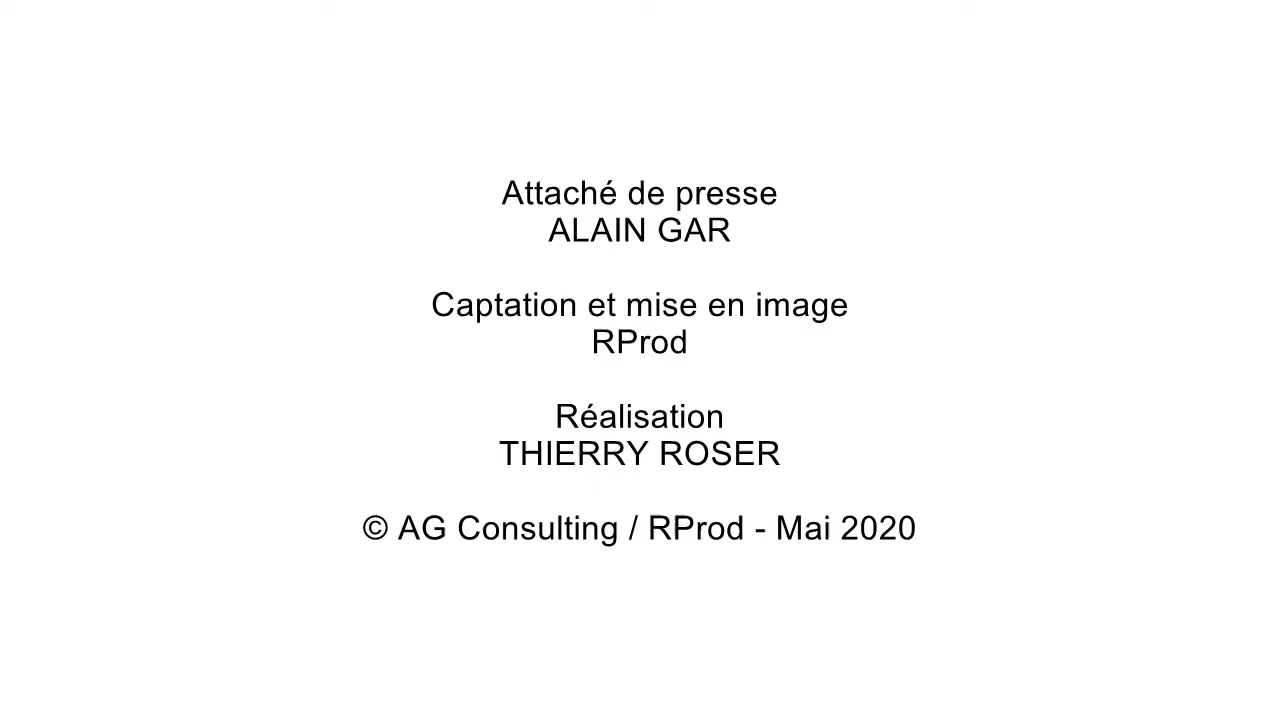 Attaché de presse
ALAIN GAR
Captation et mise en image
RProd
Réalisation
THIERRY ROSER
© AG Consulting / RProd - Mai 2020